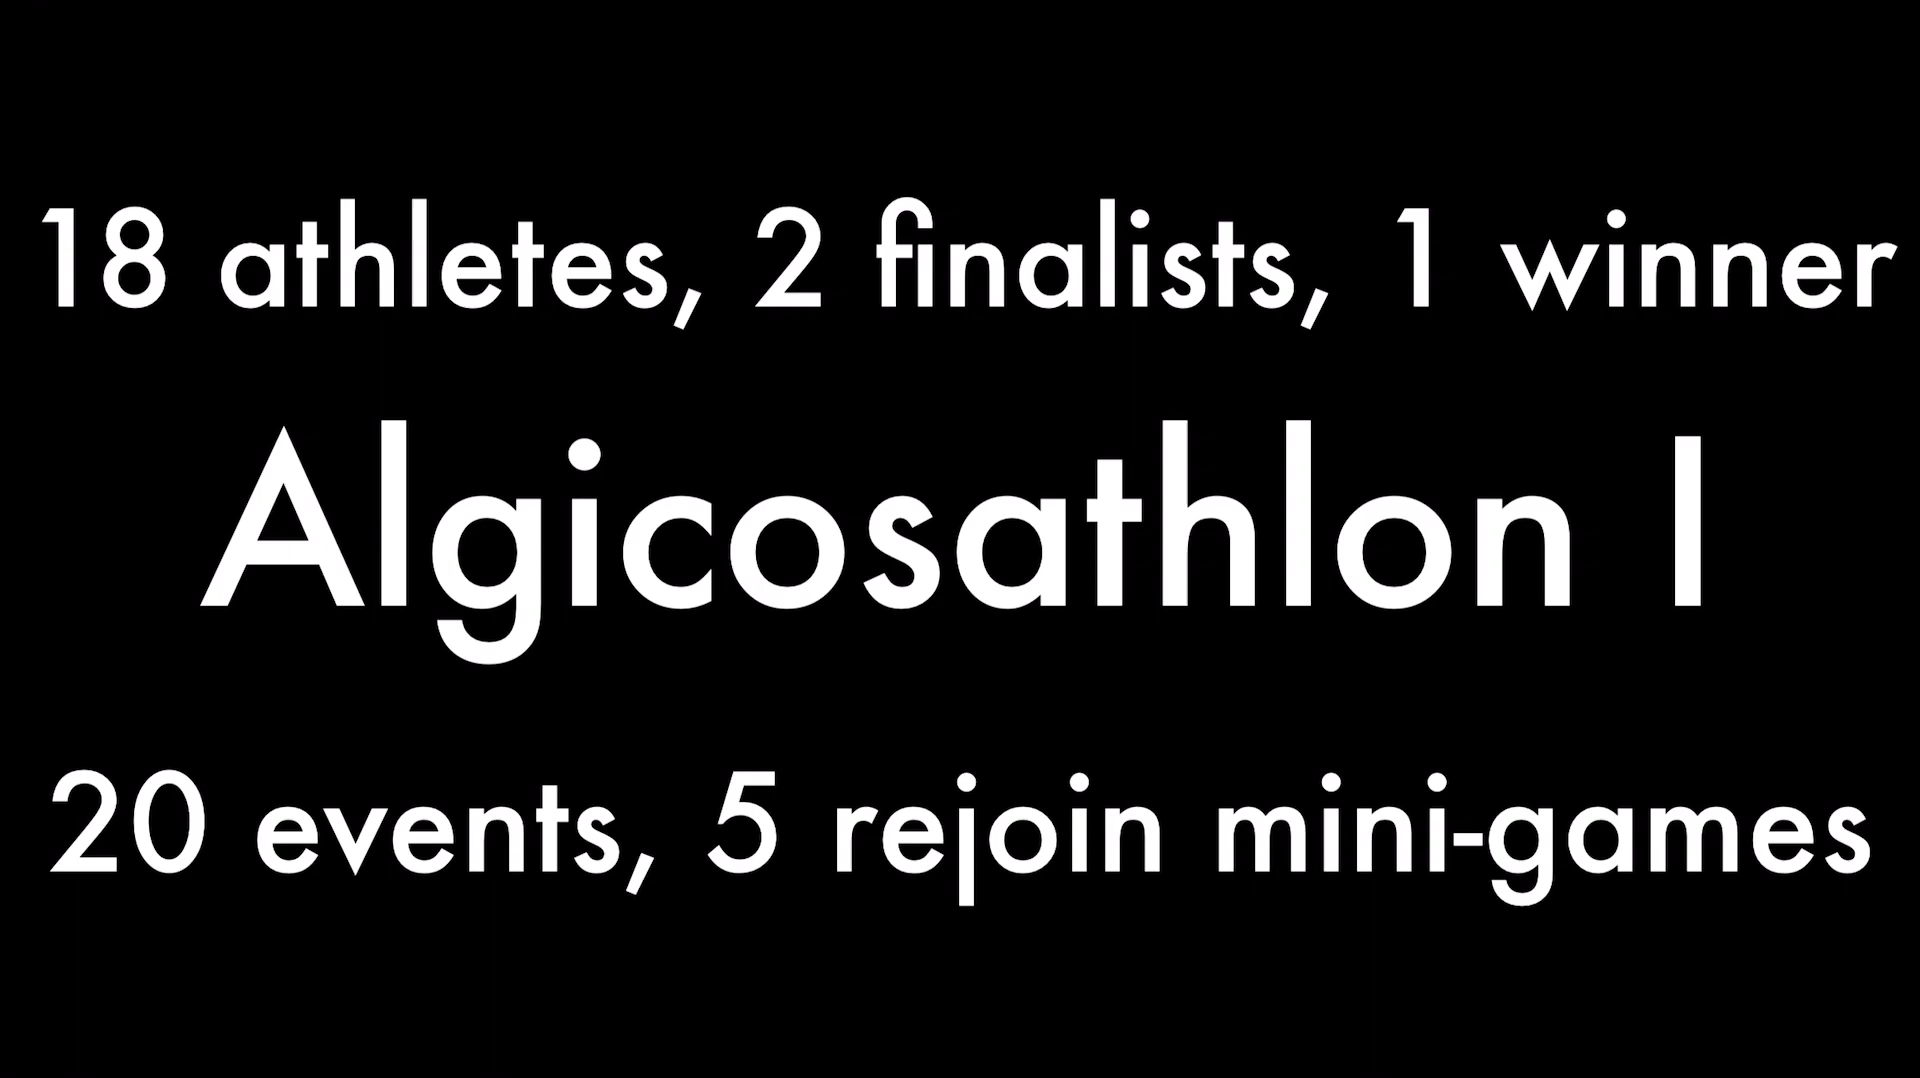 18 athletes, 2 finalists, 1 winner
Algicosathlon I
20 events, 5 rejoin mini-games